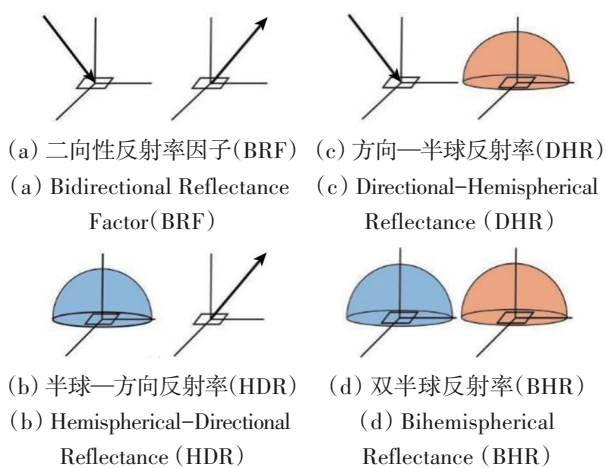 (a) 二向性反射率因子(BRF)
(a) Bidirectional Reflectance
Factor(BRF)
(c) 方向—半球反射率(DHR)
(c) Directional-Hemispherical
Reflectance (DHR)
(b) 半球—方向反射率(HDR)
(b) Hemispherical-Directional
Reflectance (HDR)
(d) 双半球反射率(BHR)
(d) Bihemispherical
Reflectance (BHR)